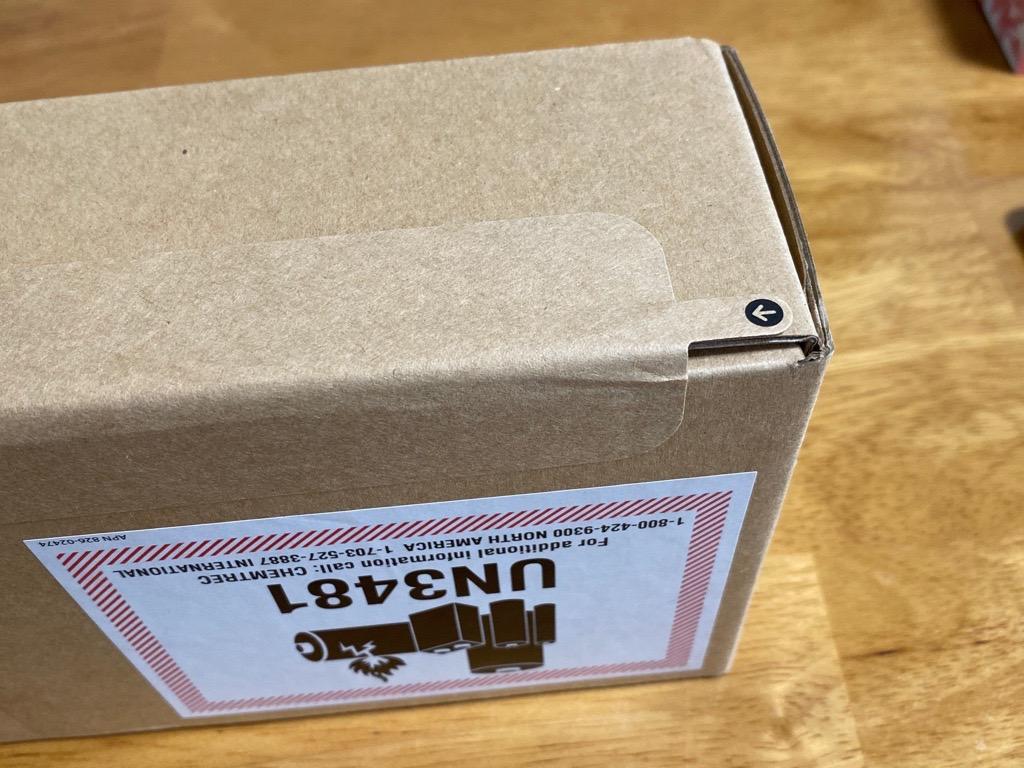 UN3481
For additional information call: CHEMTREC
1-800-424-9300 NORTH AMERICA 1-703-527-3887 INTERNATIONAL
APN 826-02474